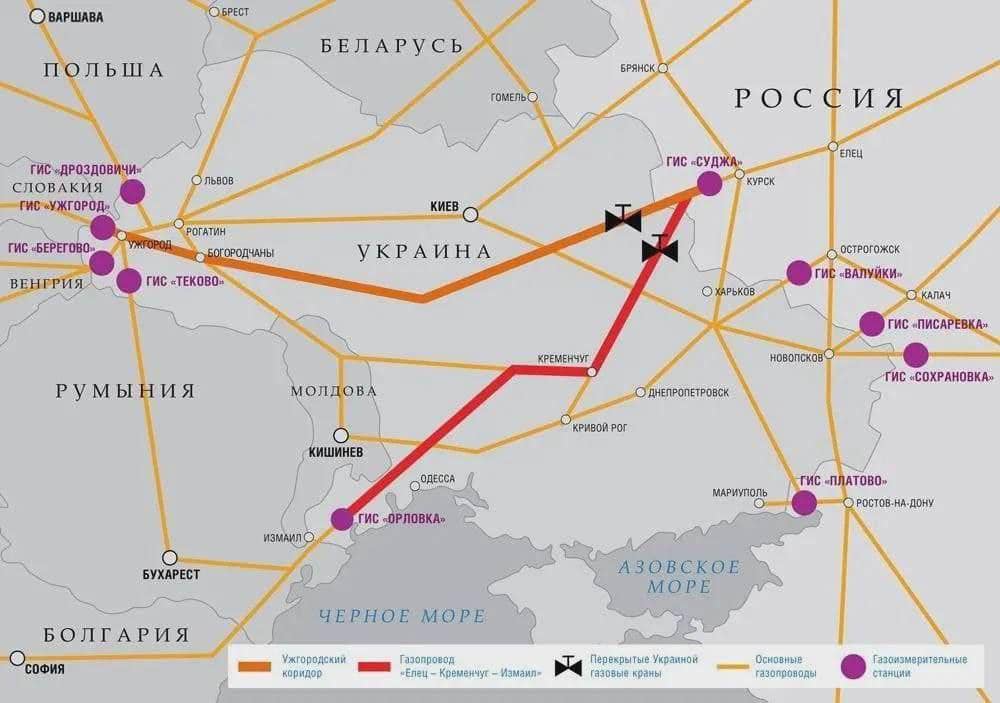 ВАРШАВА
БРЕСТ
БЕЛАРУСЬ
ПОЛЬША
БРЯНСК
ГОМЕЛЬ
РОССИЯ
ЕЛЕЦ
ГИС «СУДЖА»
КУРСК
ГИС «ДРОЗДОВИЧИ»
ЛЬВОВ
СЛОВАКИЯ
ГИС «УЖГОРОД»
КИЕВ
РОГАТИН
УЖГОРОД
ГИС «БЕРЕГОВО»
БОГОРОДЧАНЫ
УКРАИНА
ОСТРОГОЖСК
ГИС «ВАЛУЙКИ»
ВЕНГРИЯ
ГИС «ТЕКОВО»
ХАРЬКОВ
КАЛАЧ
ГИС «ПИСАРЕВКА»
КРЕМЕНЧУГ
НОВОПСКОВ
ГИС «СОХРАНОВКА»
РУМЫНИЯ
МОЛДОВА
ДНЕПРОПЕТРОВСК
КРИВОЙ РОГ
КИШИНЕВ
ОДЕССА
ГИС «ПЛАТОВО»
МАРИУПОЛЬ
РОСТОВ-НА-ДОНУ
ГИС «ОРЛОВКА»
ИЗМАИЛ
БУХАРЕСТ
АЗОВСКОЕ
МОРЕ
ЧЕРНОЕ МОРЕ
БОЛГАРИЯ
СОФИЯ
Ужгородский
коридор
Газопровод
«Елец – Кременчуг – Измаил»
Перекрытые Украиной
газовые краны
Основные
газопроводы
Газоизмерительные
станции